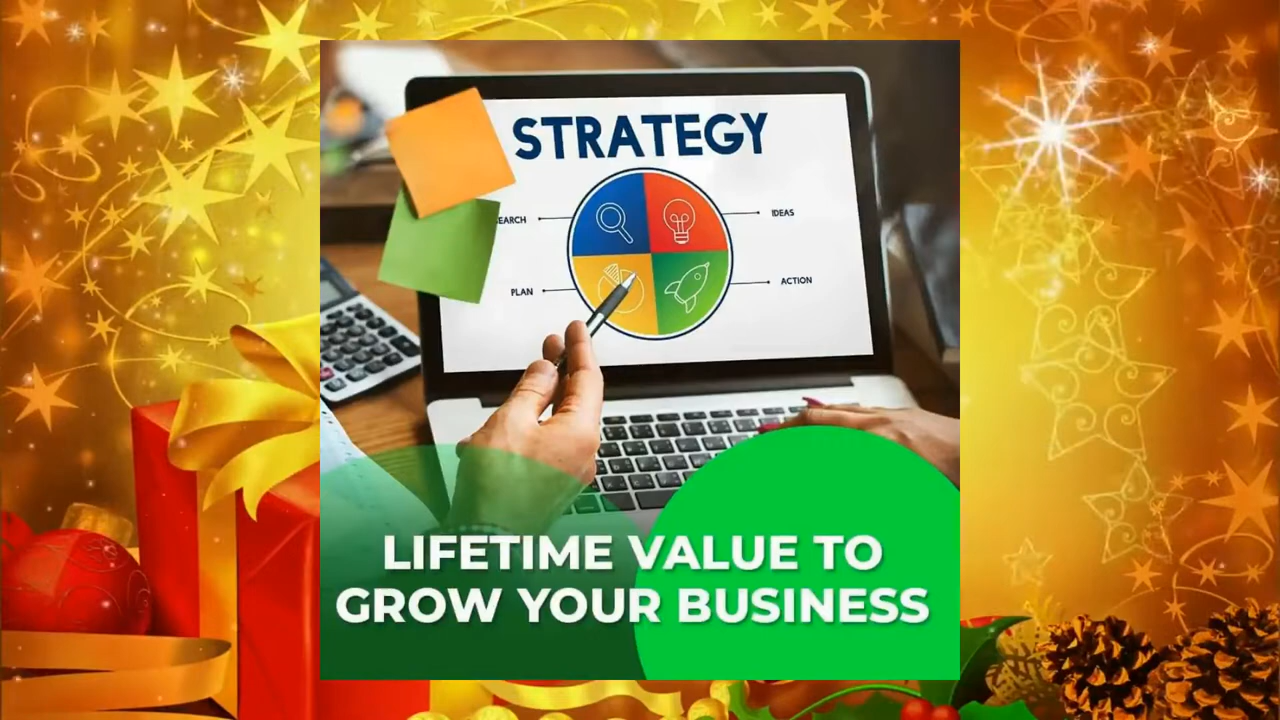 STRATEGY
EARCH
IDEAS
PLAN
ACTION
LIFETIME VALUE TO
GROW YOUR BUSINESS